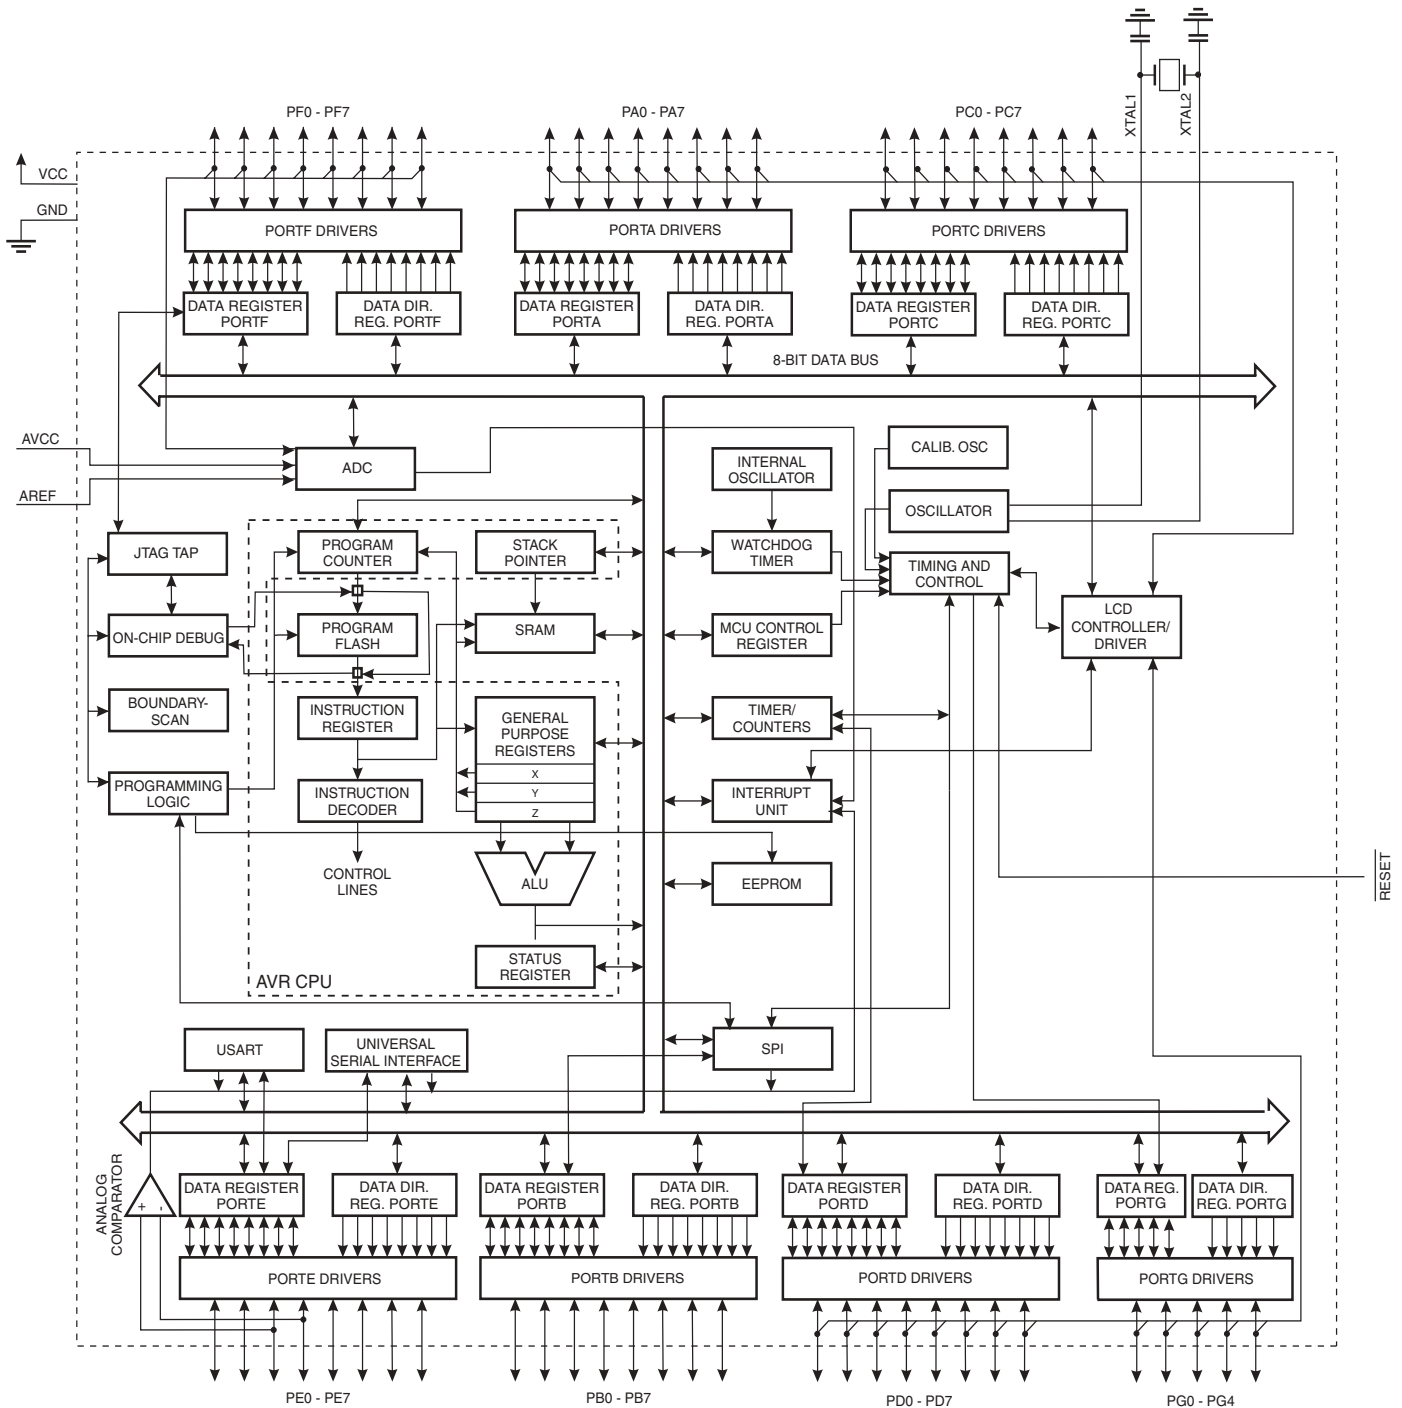 XTAL1
XTAL2
PF0 - PF7
PA0 - PA7
PC0 - PC7
VCC
GND
PORTF DRIVERS
PORTA DRIVERS
PORTC DRIVERS
DATA REGISTER
PORTF
DATA DIR.
REG. PORTF
DATA REGISTER
PORTA
DATA DIR.
REG. PORTA
DATA REGISTER
PORTC
DATA DIR.
REG. PORTC
8-BIT DATA BUS
AVCC
AREF
ADC
INTERNAL
OSCILLATOR
CALIB. OSC
OSCILLATOR
JTAG TAP
PROGRAM
COUNTER
STACK
POINTER
WATCHDOG
TIMER
TIMING AND
CONTROL
ON-CHIP DEBUG
PROGRAM
FLASH
SRAM
MCU CONTROL
REGISTER
LCD
CONTROLLER/
DRIVER
BOUNDARY-
SCAN
INSTRUCTION
REGISTER
GENERAL
PURPOSE
REGISTERS
X
Y
Z
TIMER/
COUNTERS
PROGRAMMING
LOGIC
INSTRUCTION
DECODER
INTERRUPT
UNIT
CONTROL
LINES
ALU
EEPROM
RESET
STATUS
REGISTER
AVR CPU
USART
UNIVERSAL
SERIAL INTERFACE
SPI
ANALOG
COMPARATOR
+
-
DATA REGISTER
PORTE
DATA DIR.
REG. PORTE
DATA REGISTER
PORTB
DATA DIR.
REG. PORTB
DATA REGISTER
PORTD
DATA DIR.
REG. PORTD
DATA REG.
PORTG
DATA DIR.
REG. PORTG
PORTE DRIVERS
PORTB DRIVERS
PORTD DRIVERS
PORTG DRIVERS
PE0 - PE7
PB0 - PB7
PD0 - PD7
PG0 - PG4